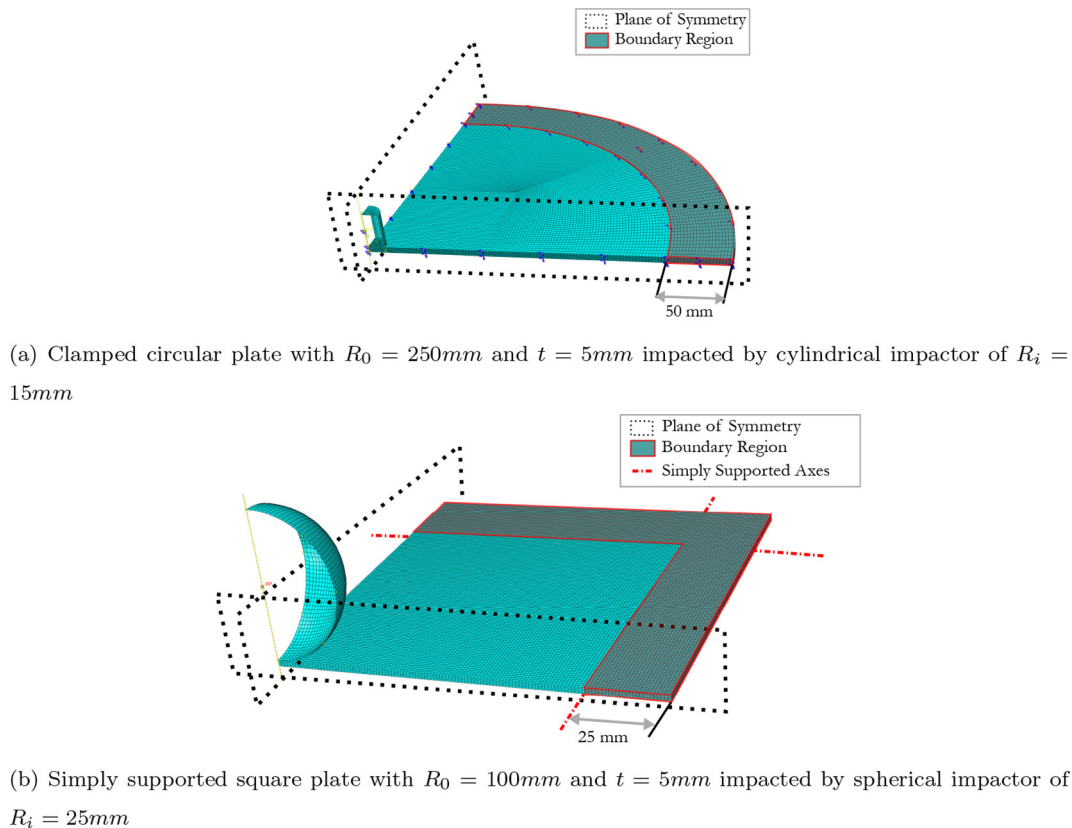 Plane of Symmetry
Boundary Region
50 mm
(a) Clamped circular plate with R₀ = 250mm and t = 5mm impacted by cylindrical impactor of Rᵢ =
15mm
Plane of Symmetry
Boundary Region
Simply Supported Axes
25 mm
(b) Simply supported square plate with R₀ = 100mm and t = 5mm impacted by spherical impactor of
Rᵢ = 25mm